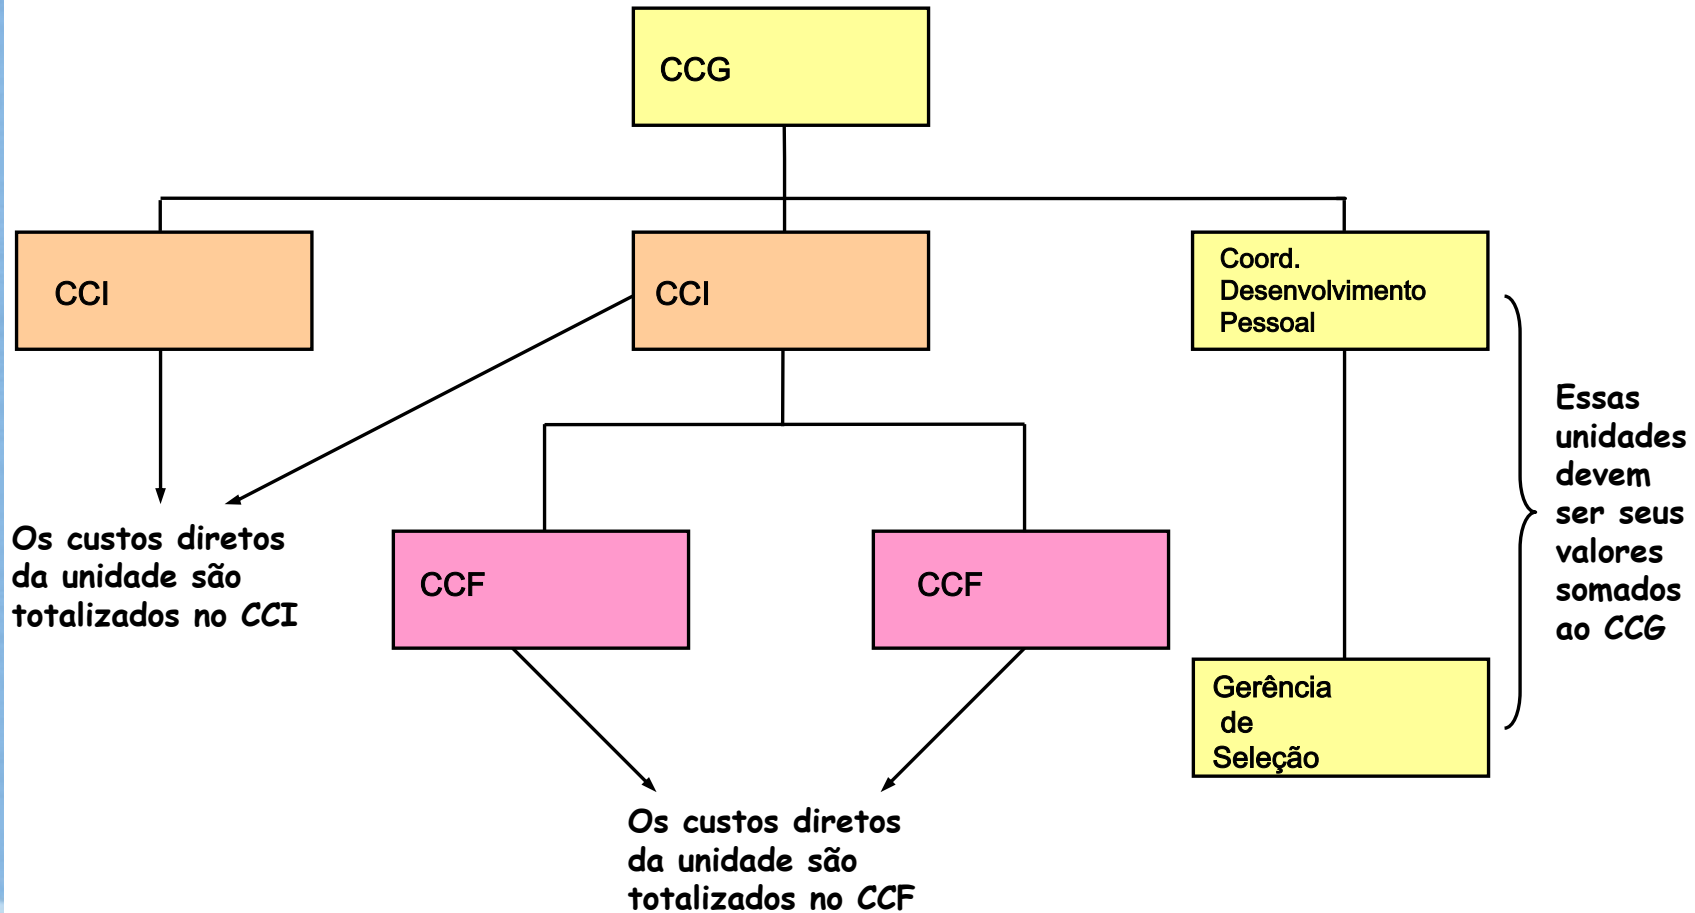 CCG
CCI
CCI
Coord.
Desenvolvimento
Pessoal
Essas
unidades
devem
ser seus
valores
somados
ao CCG
Os custos diretos
da unidade são
totalizados no CCI
CCF
CCF
Gerência
de
Seleção
Os custos diretos
da unidade são
totalizados no CCF